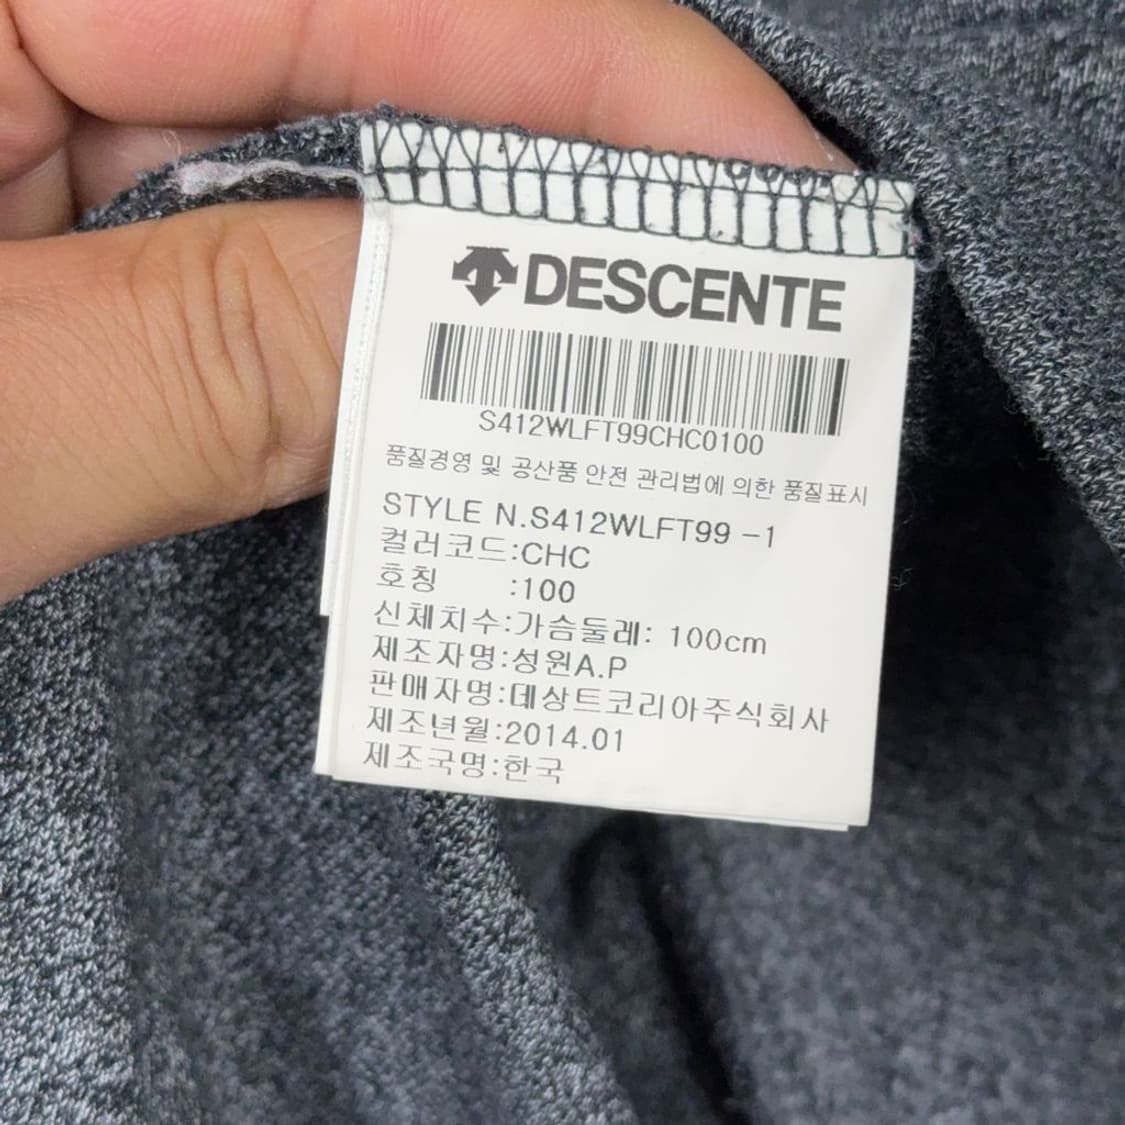 DESCENTE
S412WLFT99CHC0100
품질경영 및 공산품 안전 관리법에 의한 품질표시
STYLE N.S412WLFT99 -1
컬러코드:CHC
호칭 :100
신체치수:가슴둘레: 100cm
제조자명:성원A.P
판매자명:데상트코리아주식회사
제조년월:2014.01
제조국명:한국